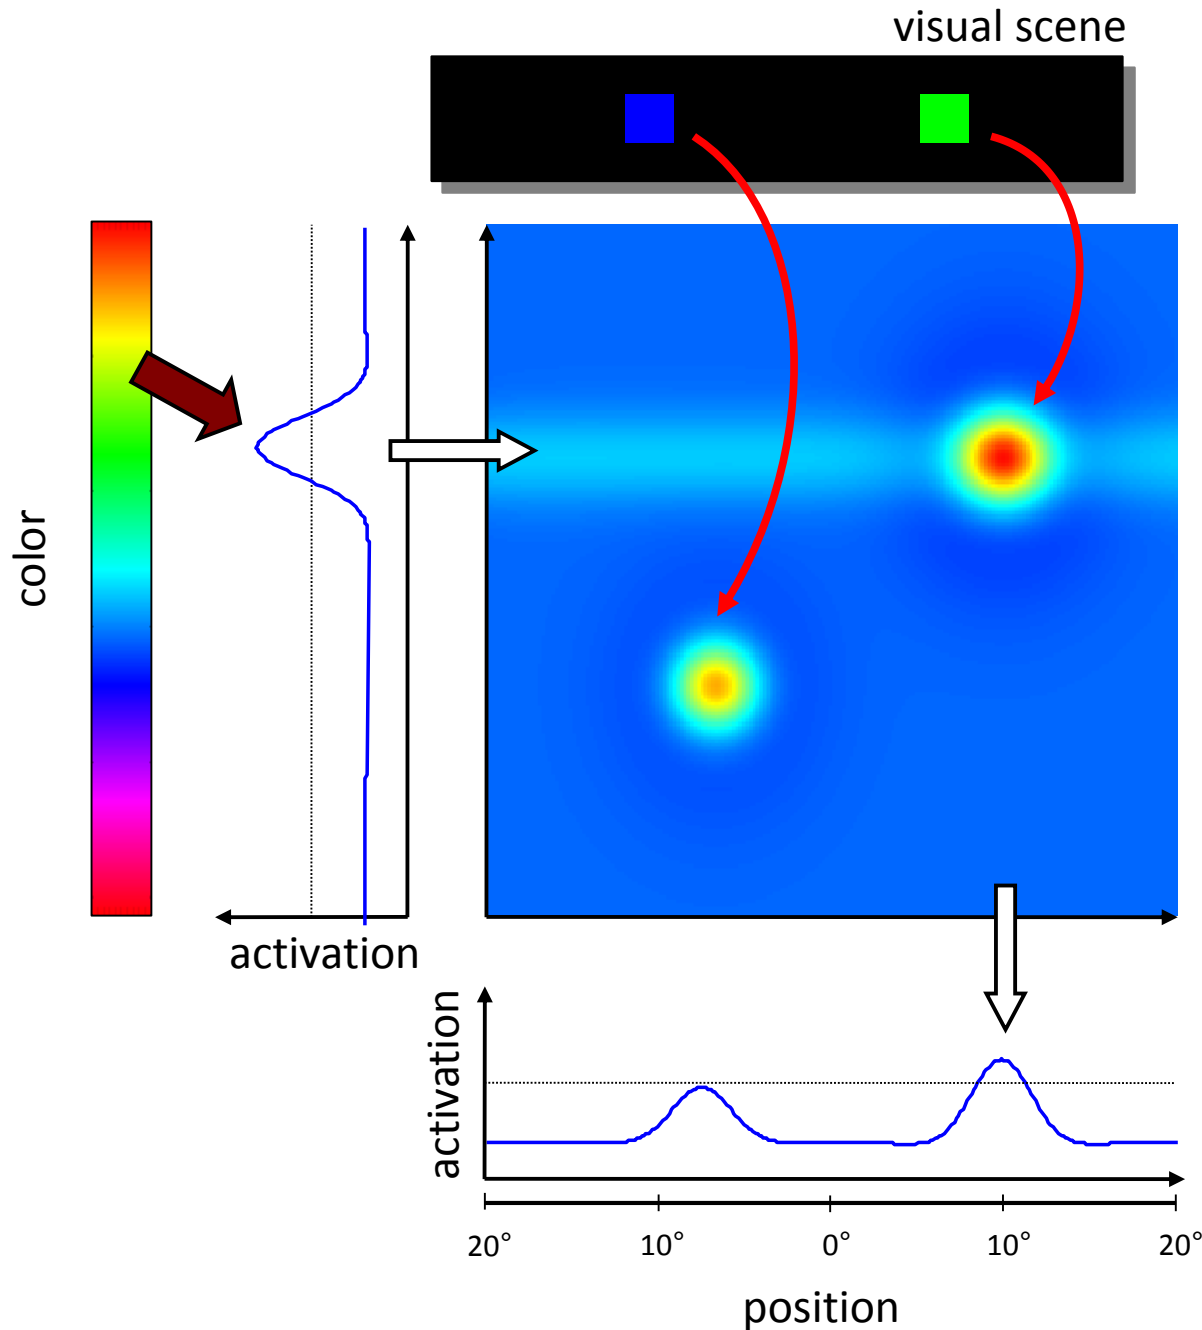 visual scene
color
activation
activation
20° 10° 0° 10° 20°
position